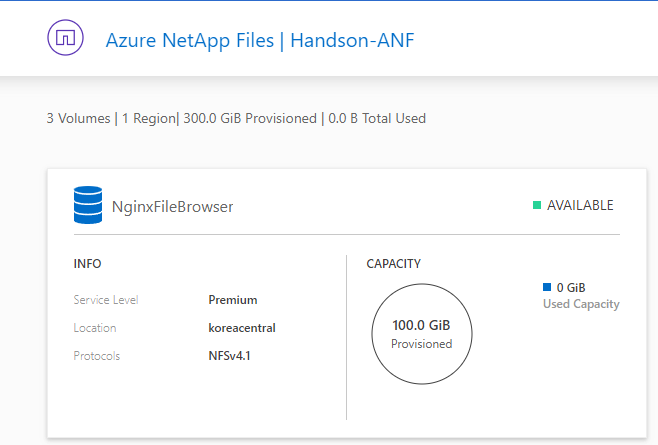 Azure NetApp Files | Handson-ANF
3 Volumes | 1 Region| 300.0 GiB Provisioned | 0.0 B Total Used
NginxFileBrowser
AVAILABLE
INFO
Service Level Premium
Location koreacentral
Protocols NFSv4.1
CAPACITY
100.0 GiB
Provisioned
0 GiB
Used Capacity